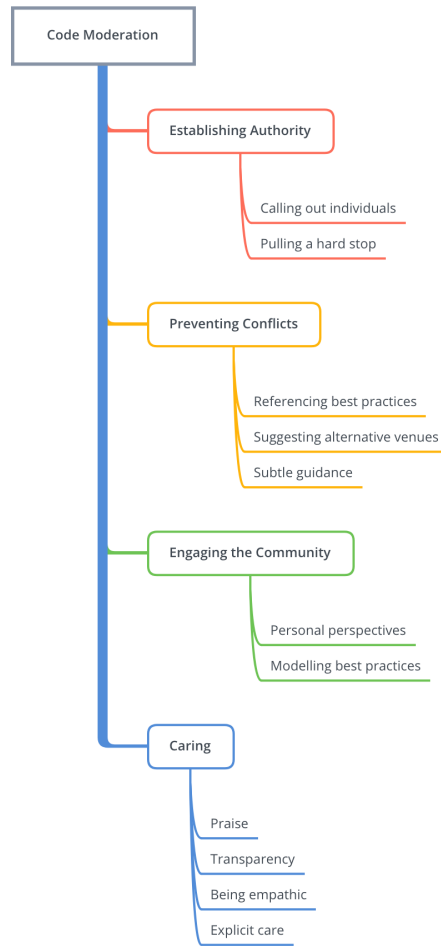 Code Moderation
Establishing Authority
Calling out individuals
Pulling a hard stop
Preventing Conflicts
Referencing best practices
Suggesting alternative venues
Subtle guidance
Engaging the Community
Personal perspectives
Modelling best practices
Caring
Praise
Transparency
Being empathic
Explicit care